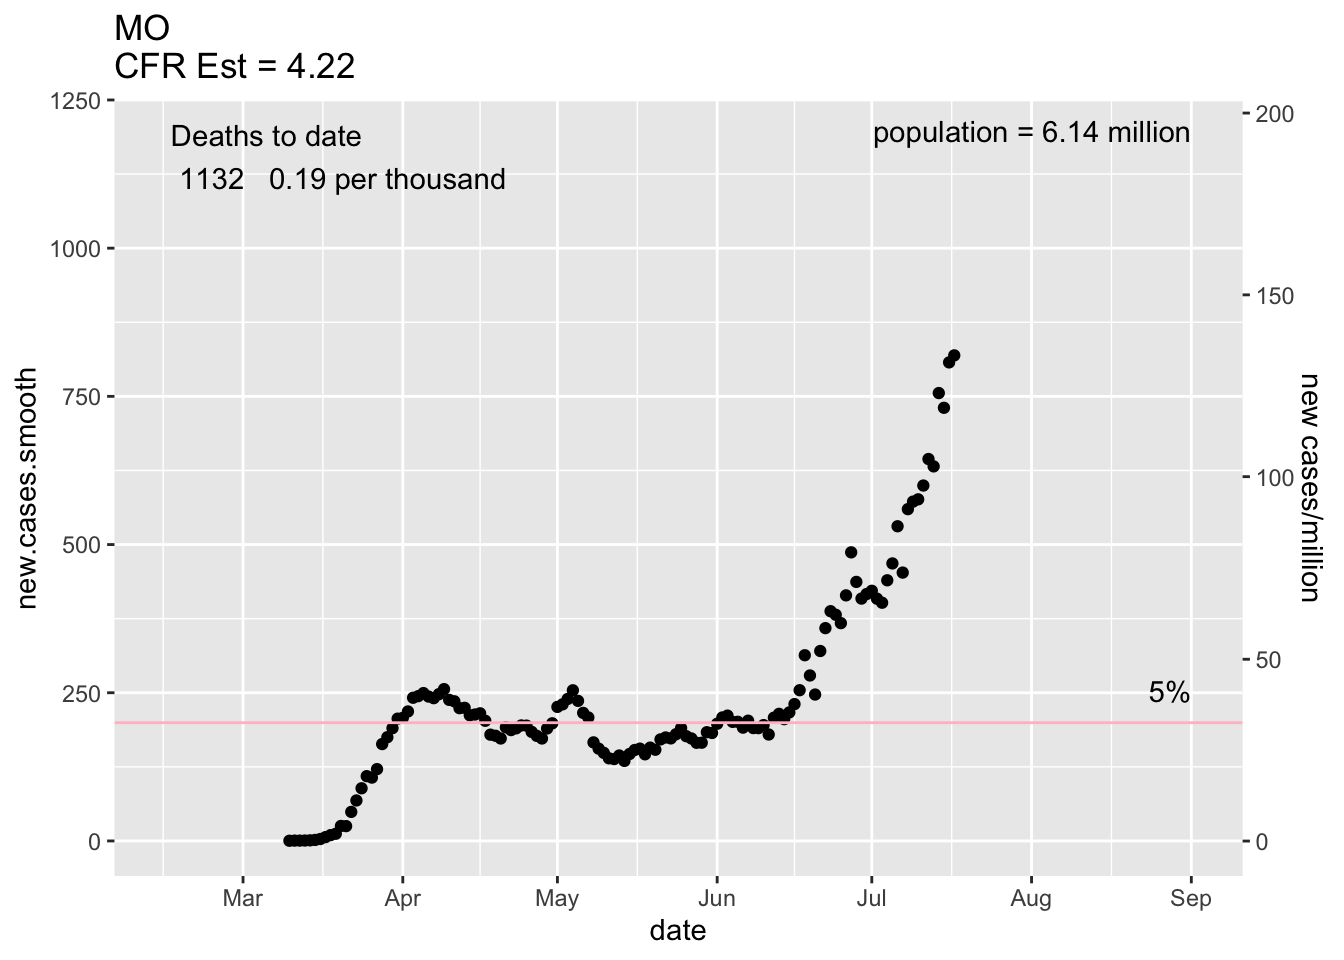 MO
CFR Est = 4.22
Deaths to date
1132 0.19 per thousand
population = 6.14 million
1250
1000
750
500
250
0
new.cases.smooth
200
150
100
50
0
new cases/million
5%
Mar Apr May Jun Jul Aug Sep
date